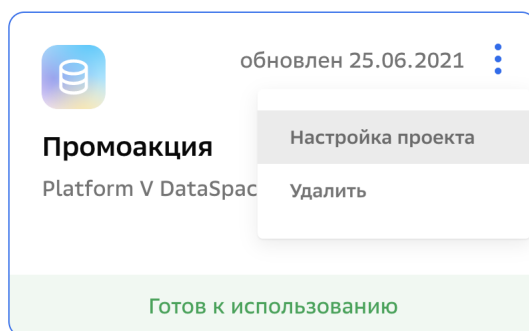 обновлен 25.06.2021
Настройка проекта
Промоакция
Platform V DataSpac
Удалить
Готов к использованию